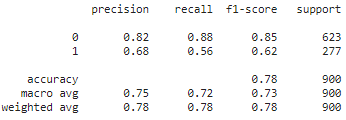 precision recall f1-score support
0 0.82 0.88 0.85 623
1 0.68 0.56 0.62 277
accuracy 0.78 900
macro avg 0.75 0.72 0.73 900
weighted avg 0.78 0.78 0.78 900